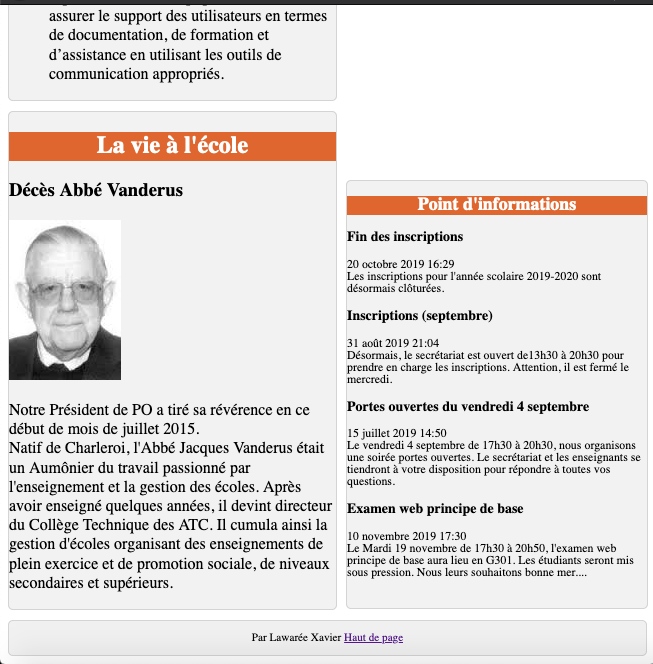 assurer le support des utilisateurs en termes
de documentation, de formation et
d’assistance en utilisant les outils de
communication appropriés.
La vie à l'école
Décès Abbé Vanderus
Notre Président de PO a tiré sa révérence en ce
début de mois de juillet 2015.
Natif de Charleroi, l'Abbé Jacques Vanderus était
un Aumônier du travail passionné par
l'enseignement et la gestion des écoles. Après
avoir enseigné quelques années, il devint directeur
du Collège Technique des ATC. Il cumula ainsi la
gestion d'écoles organisant des enseignements de
plein exercice et de promotion sociale, de niveaux
secondaires et supérieurs.
Point d'informations
Fin des inscriptions
20 octobre 2019 16:29
Les inscriptions pour l'année scolaire 2019-2020 sont
désormais clôturées.
Inscriptions (septembre)
31 août 2019 21:04
Désormais, le secrétariat est ouvert de13h30 à 20h30 pour
prendre en charge les inscriptions. Attention, il est fermé le
mercredi.
Portes ouvertes du vendredi 4 septembre
15 juillet 2019 14:50
Le vendredi 4 septembre de 17h30 à 20h30, nous organisons
une soirée portes ouvertes. Le secrétariat et les enseignants se
tiendront à votre disposition pour répondre à toutes vos
questions.
Examen web principe de base
10 novembre 2019 17:30
Le Mardi 19 novembre de 17h30 à 20h50, l'examen web
principe de base aura lieu en G301. Les étudiants seront mis
sous pression. Nous leurs souhaitons bonne mer....
Par Lawarée Xavier Haut de page